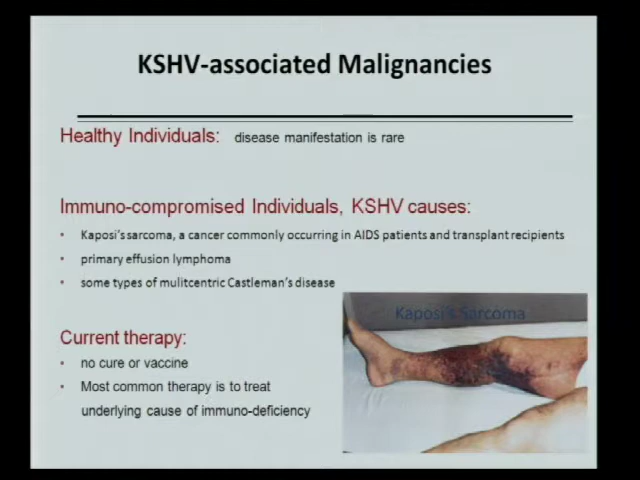 KSHV-associated Malignancies
Healthy Individuals: disease manifestation is rare
Immuno-compromised Individuals, KSHV causes:
• Kaposi's sarcoma, a cancer commonly occurring in AIDS patients and transplant recipients
• primary effusion lymphoma
• some types of mulitcentric Castleman's disease
Kaposi's Sarcoma
Current therapy:
• no cure or vaccine
• Most common therapy is to treat
underlying cause of immuno-deficiency